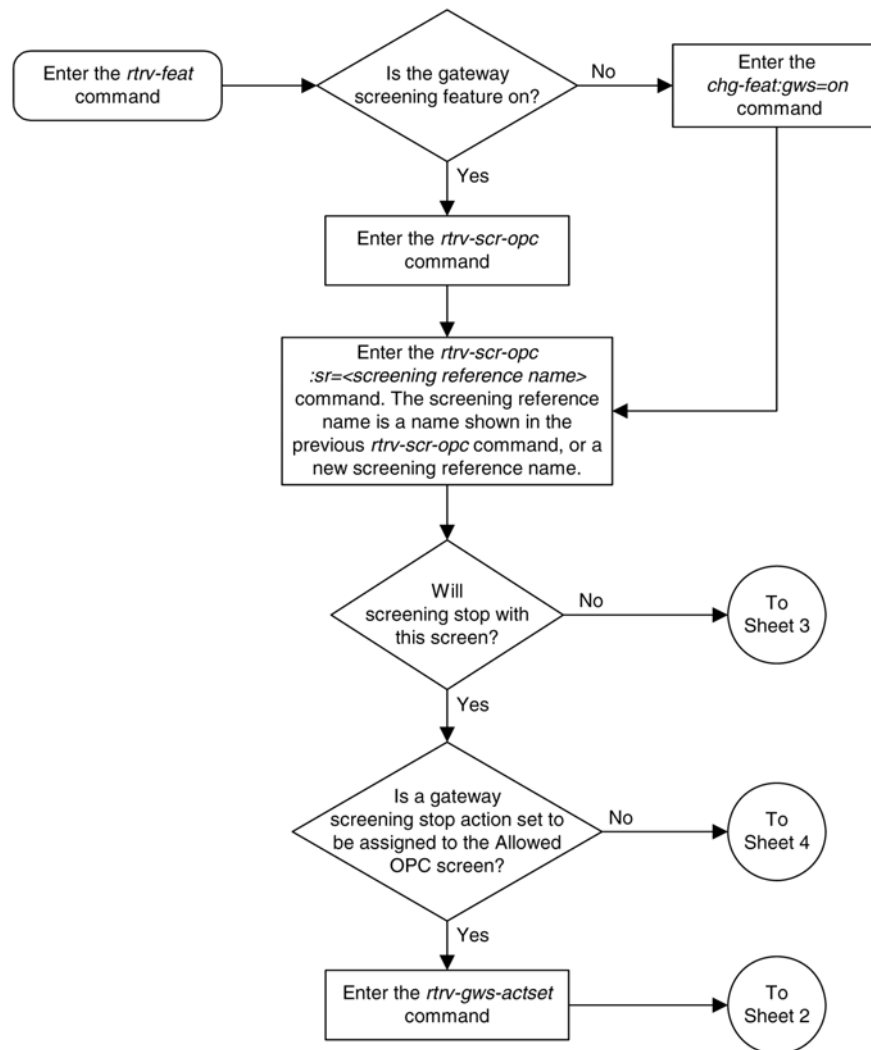 Enter the rtrv-feat
command
Is the gateway
screening feature on?
No
Enter the
chg-feat:gws=on
command
Yes
Enter the rtrv-scr-opc
command
Enter the rtrv-scr-opc
:sr=<screening reference name>
command. The screening reference
name is a name shown in the
previous rtrv-scr-opc command, or a
new screening reference name.
Will
screening stop with
this screen?
No
To
Sheet 3
Yes
Is a gateway
screening stop action set to
be assigned to the Allowed
OPC screen?
No
To
Sheet 4
Yes
Enter the rtrv-gws-actset
command
To
Sheet 2